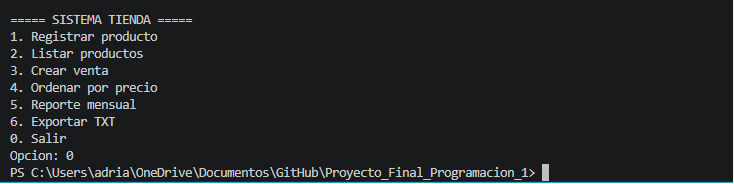 ===== SISTEMA TIENDA =====
1. Registrar producto
2. Listar productos
3. Crear venta
4. Ordenar por precio
5. Reporte mensual
6. Exportar TXT
0. Salir
Opcion: 0
PS C:\Users\adria\OneDrive\Documentos\GitHub\Proyecto_Final_Programacion_1>